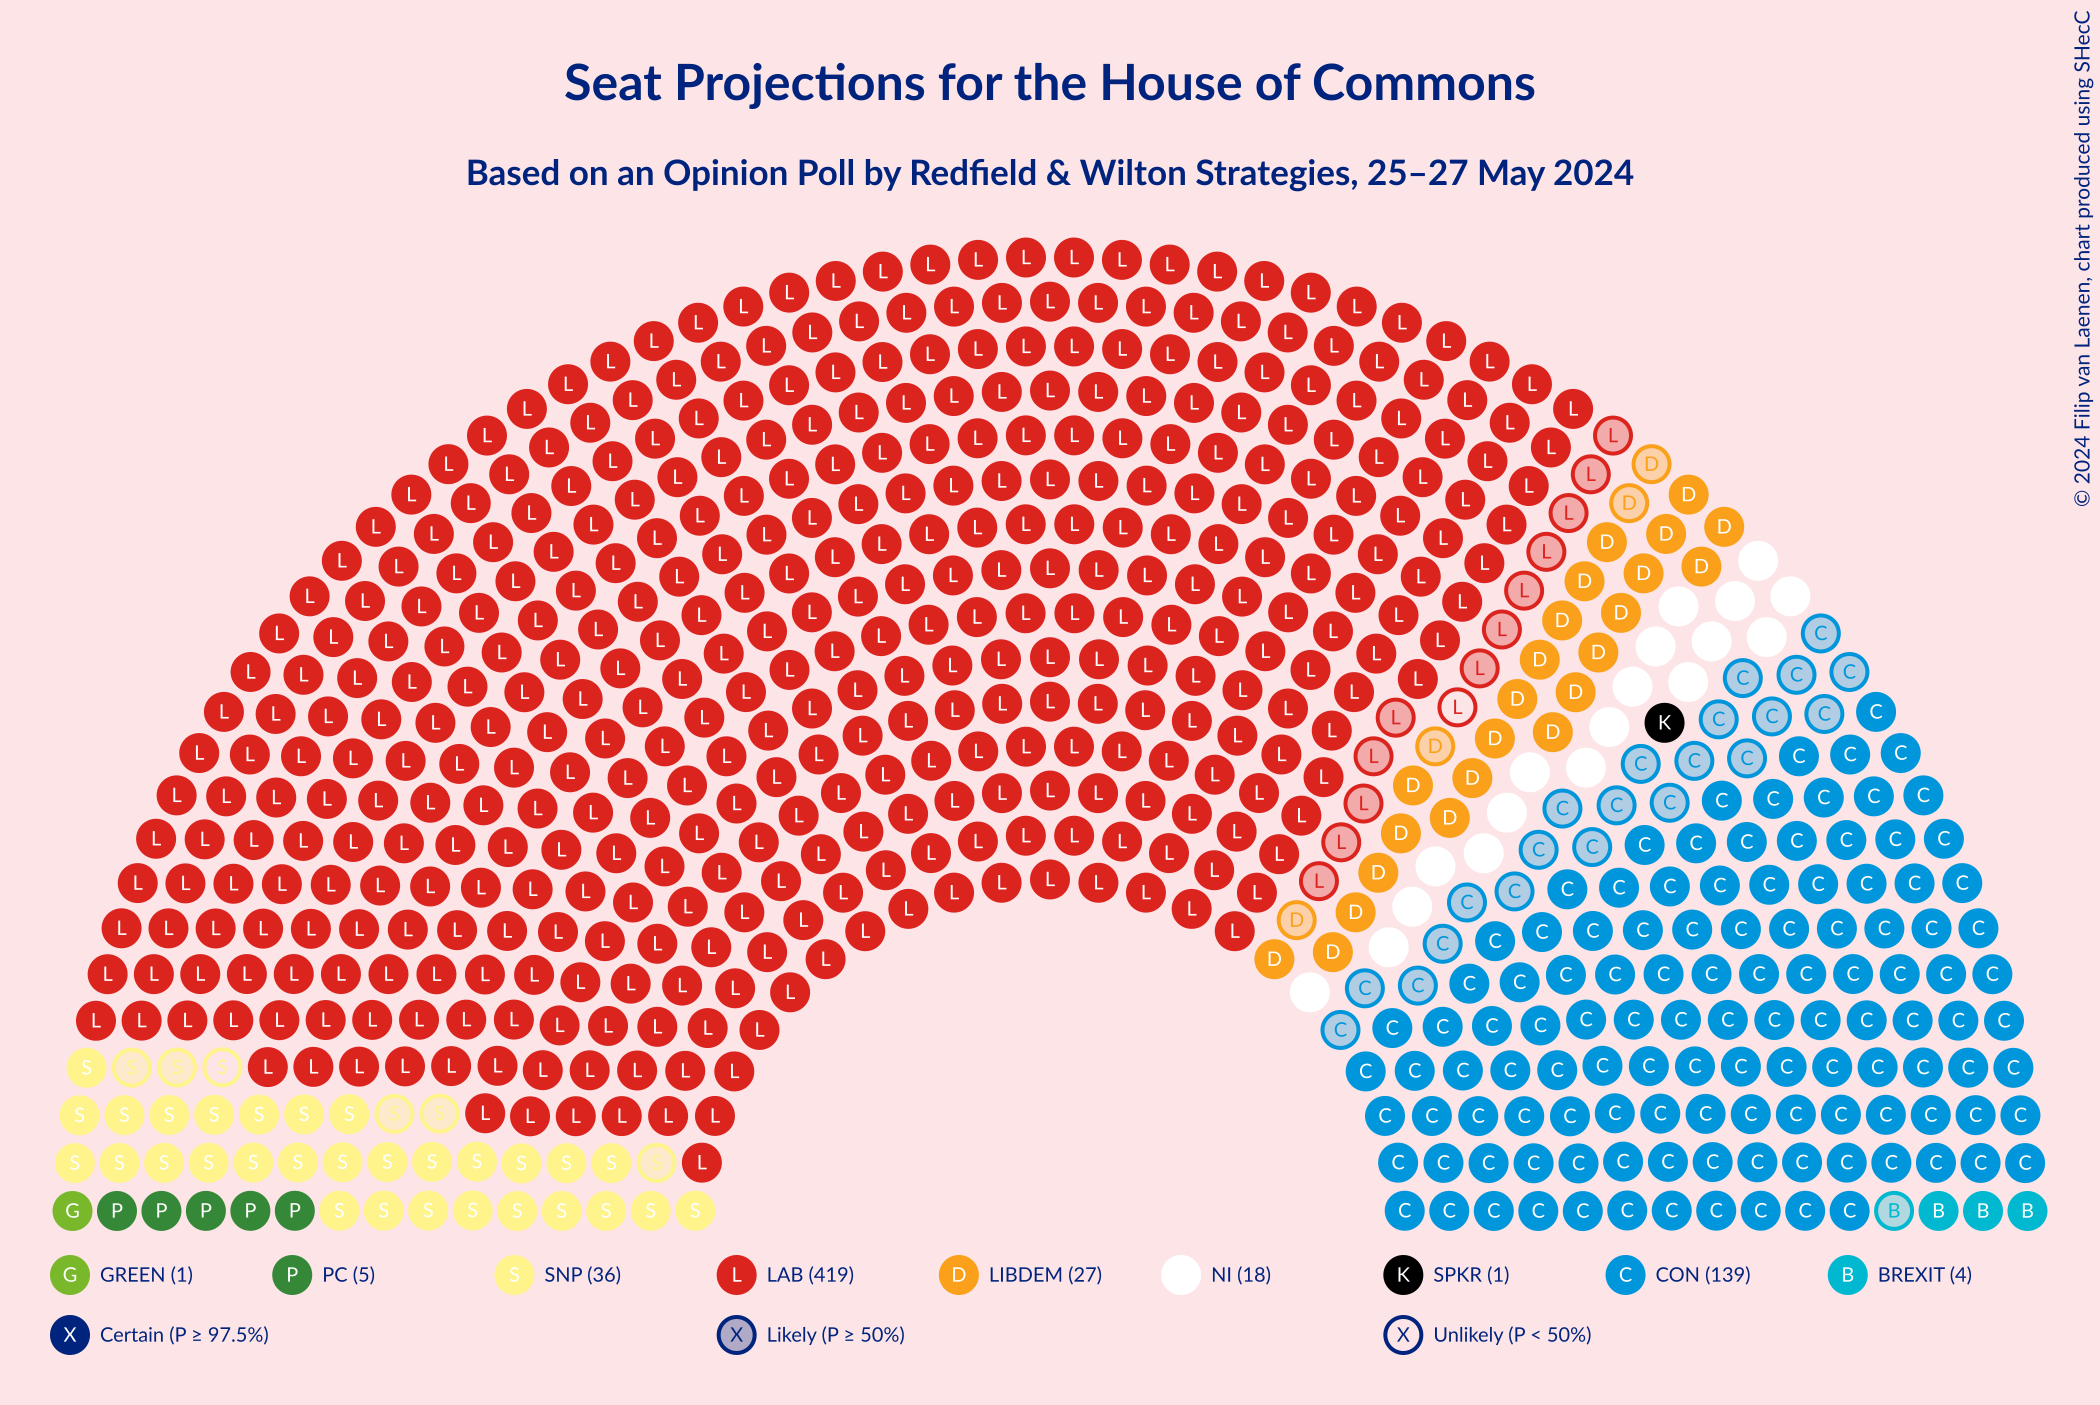 Seat Projections for the House of Commons
Based on an Opinion Poll by Redfield & Wilton Strategies, 25–27 May 2024
© 2024 Filip van Laenen, chart produced using SHecC
G GREEN (1) P PC (5) S SNP (36) L LAB (419) D LIBDEM (27) NI (18) K SPKR (1) C CON (139) B BREXIT (4)
X Certain (P ≥ 97.5%) X Likely (P ≥ 50%) X Unlikely (P < 50%)